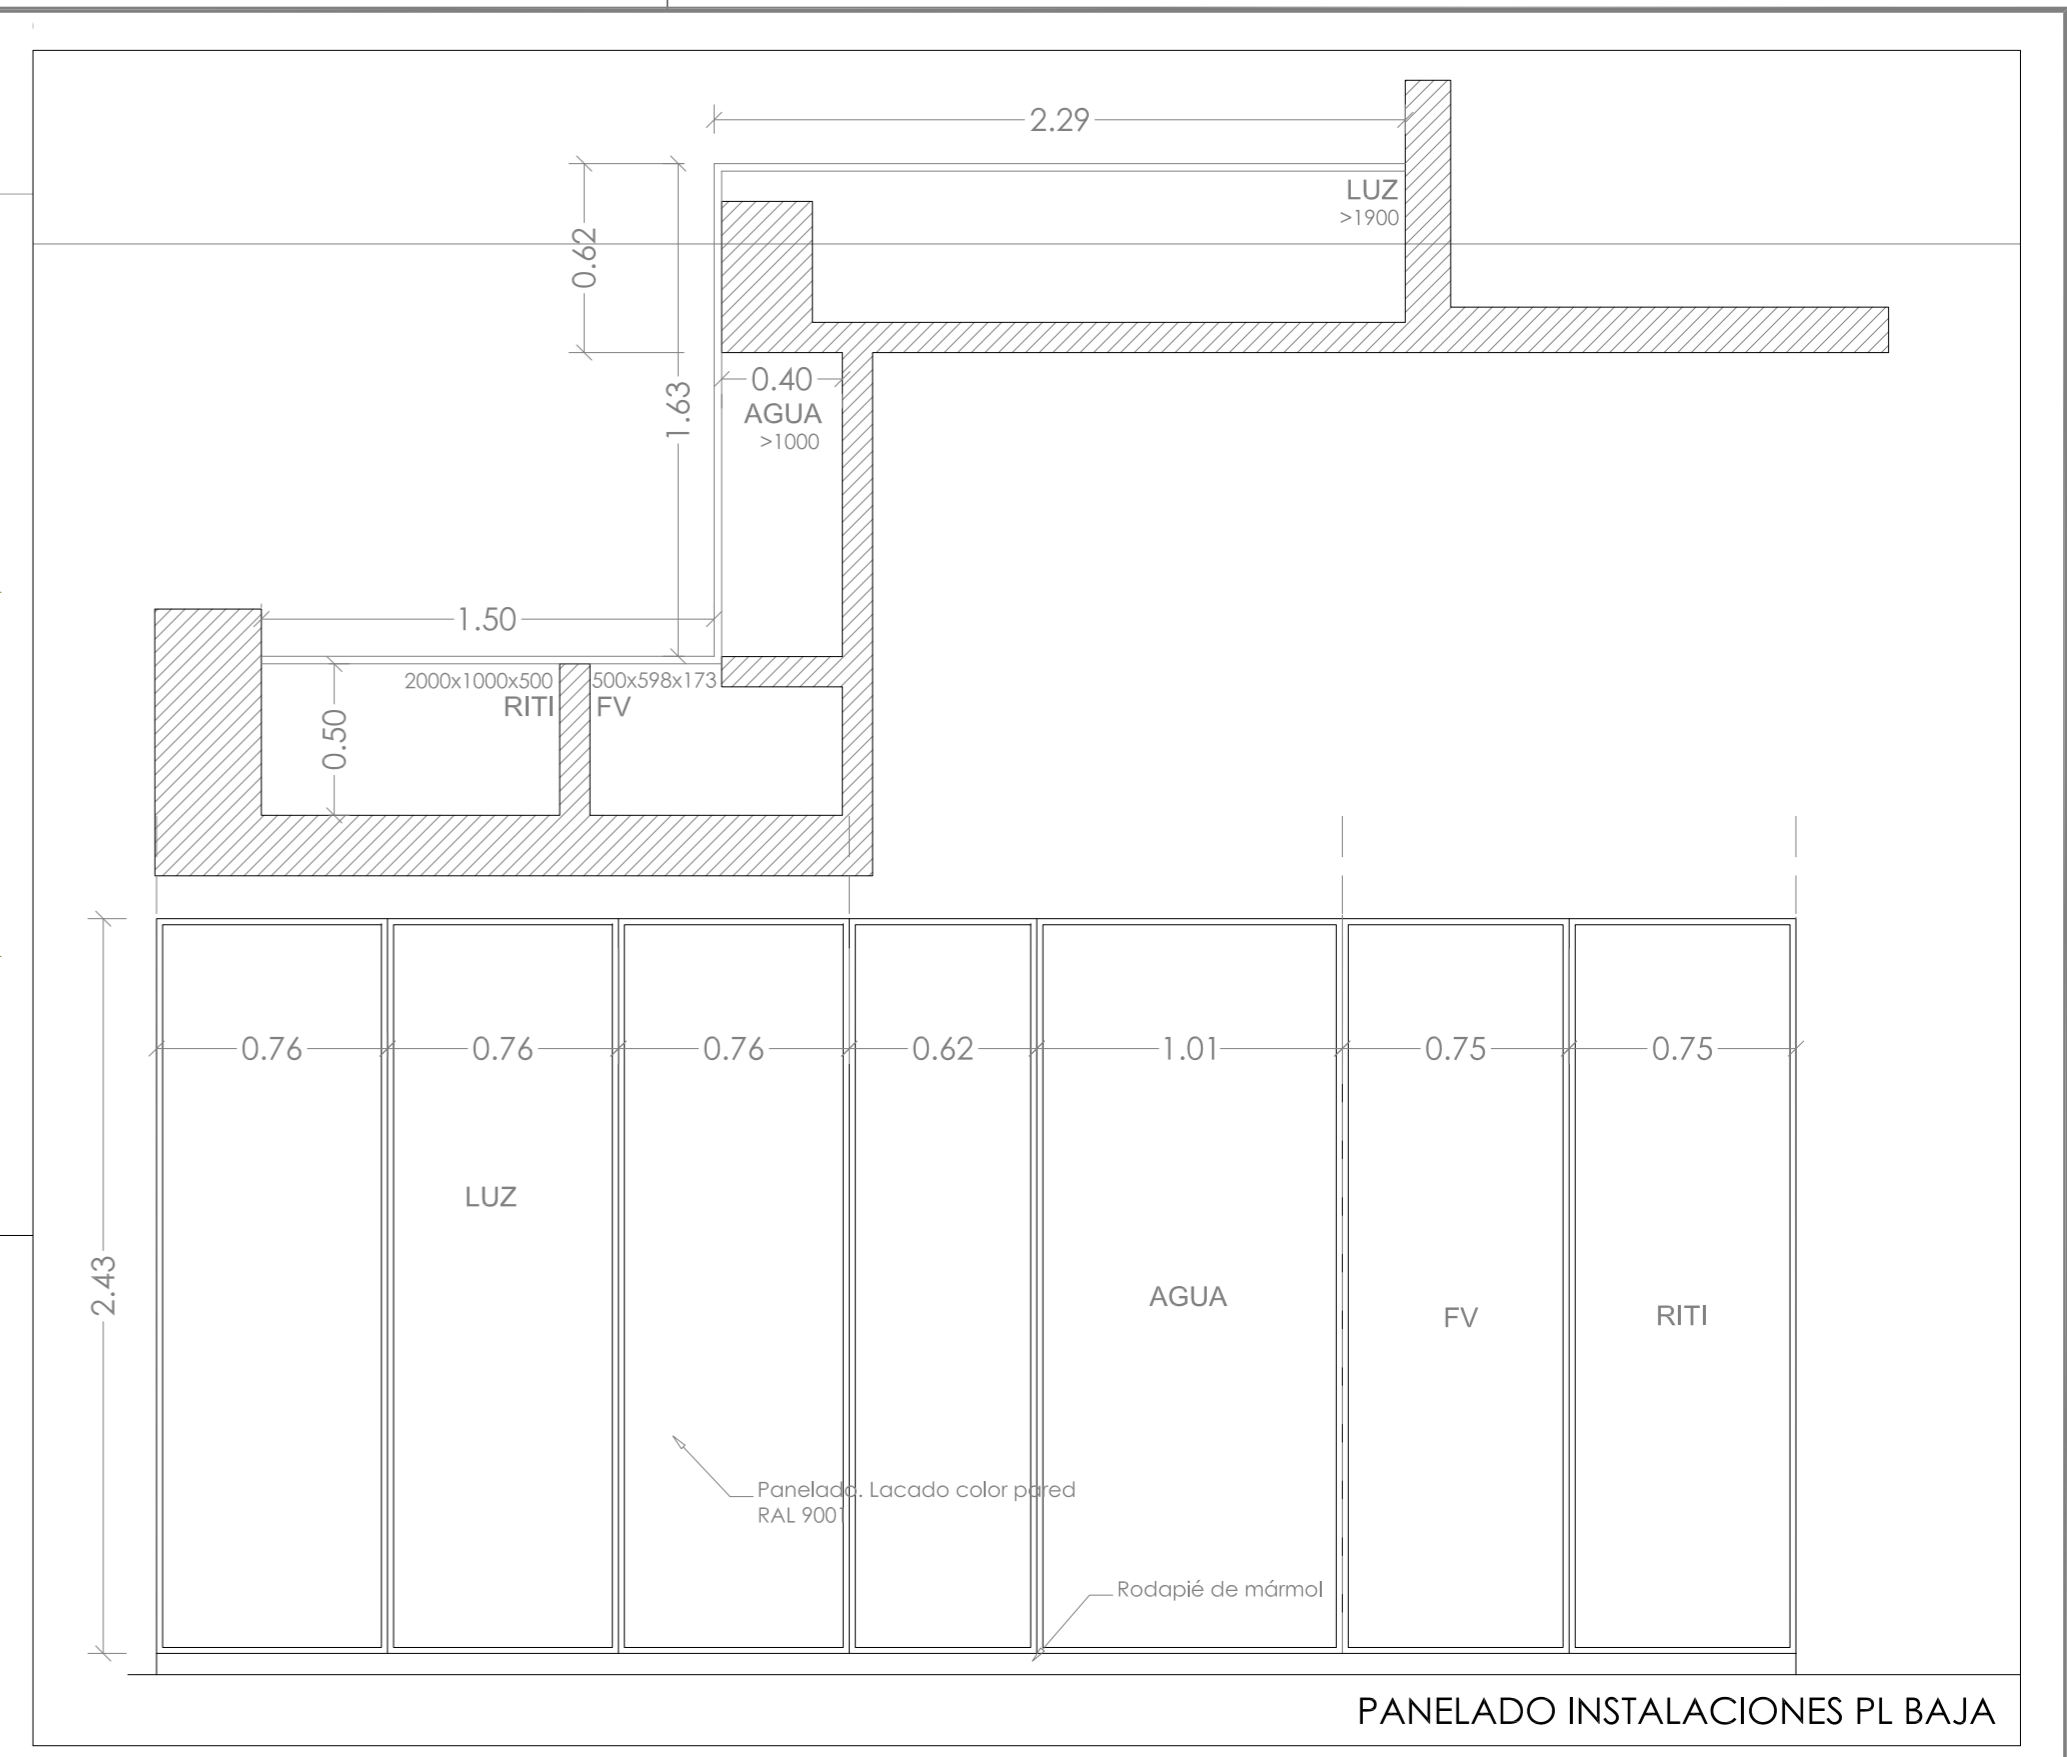 2.29
LUZ
>1900
0.62
1.63
0.40
AGUA
>1000
1.50
2000x1000x500
RITI
500x598x173
FV
0.50
0.76
0.76
0.76
0.62
1.01
0.75
0.75
LUZ
2.43
AGUA
FV
RITI
Panelado. Lacado color pared
RAL 9001
Rodapié de mármol
PANELADO INSTALACIONES PL BAJA